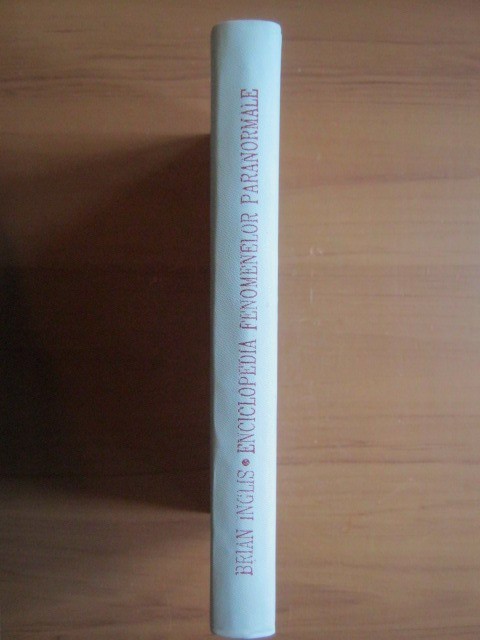 BRIAN INGLIS • ENCICLOPEDIA FENOMENELOR PARANORMALE